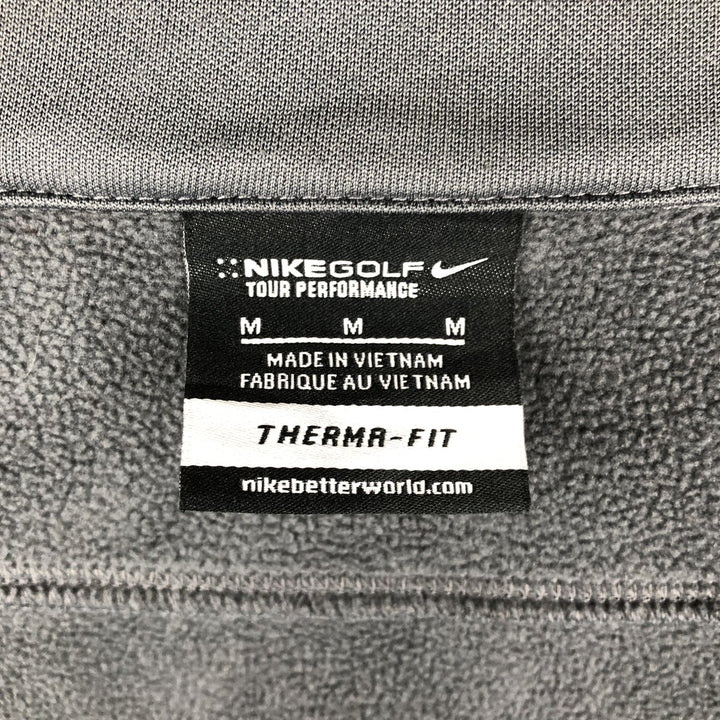 NIKEGOLF
TOUR PERFORMANCE
M M M
MADE IN VIETNAM
FABRIQUE AU VIETNAM
THERMA-FIT
nikebetterworld.com